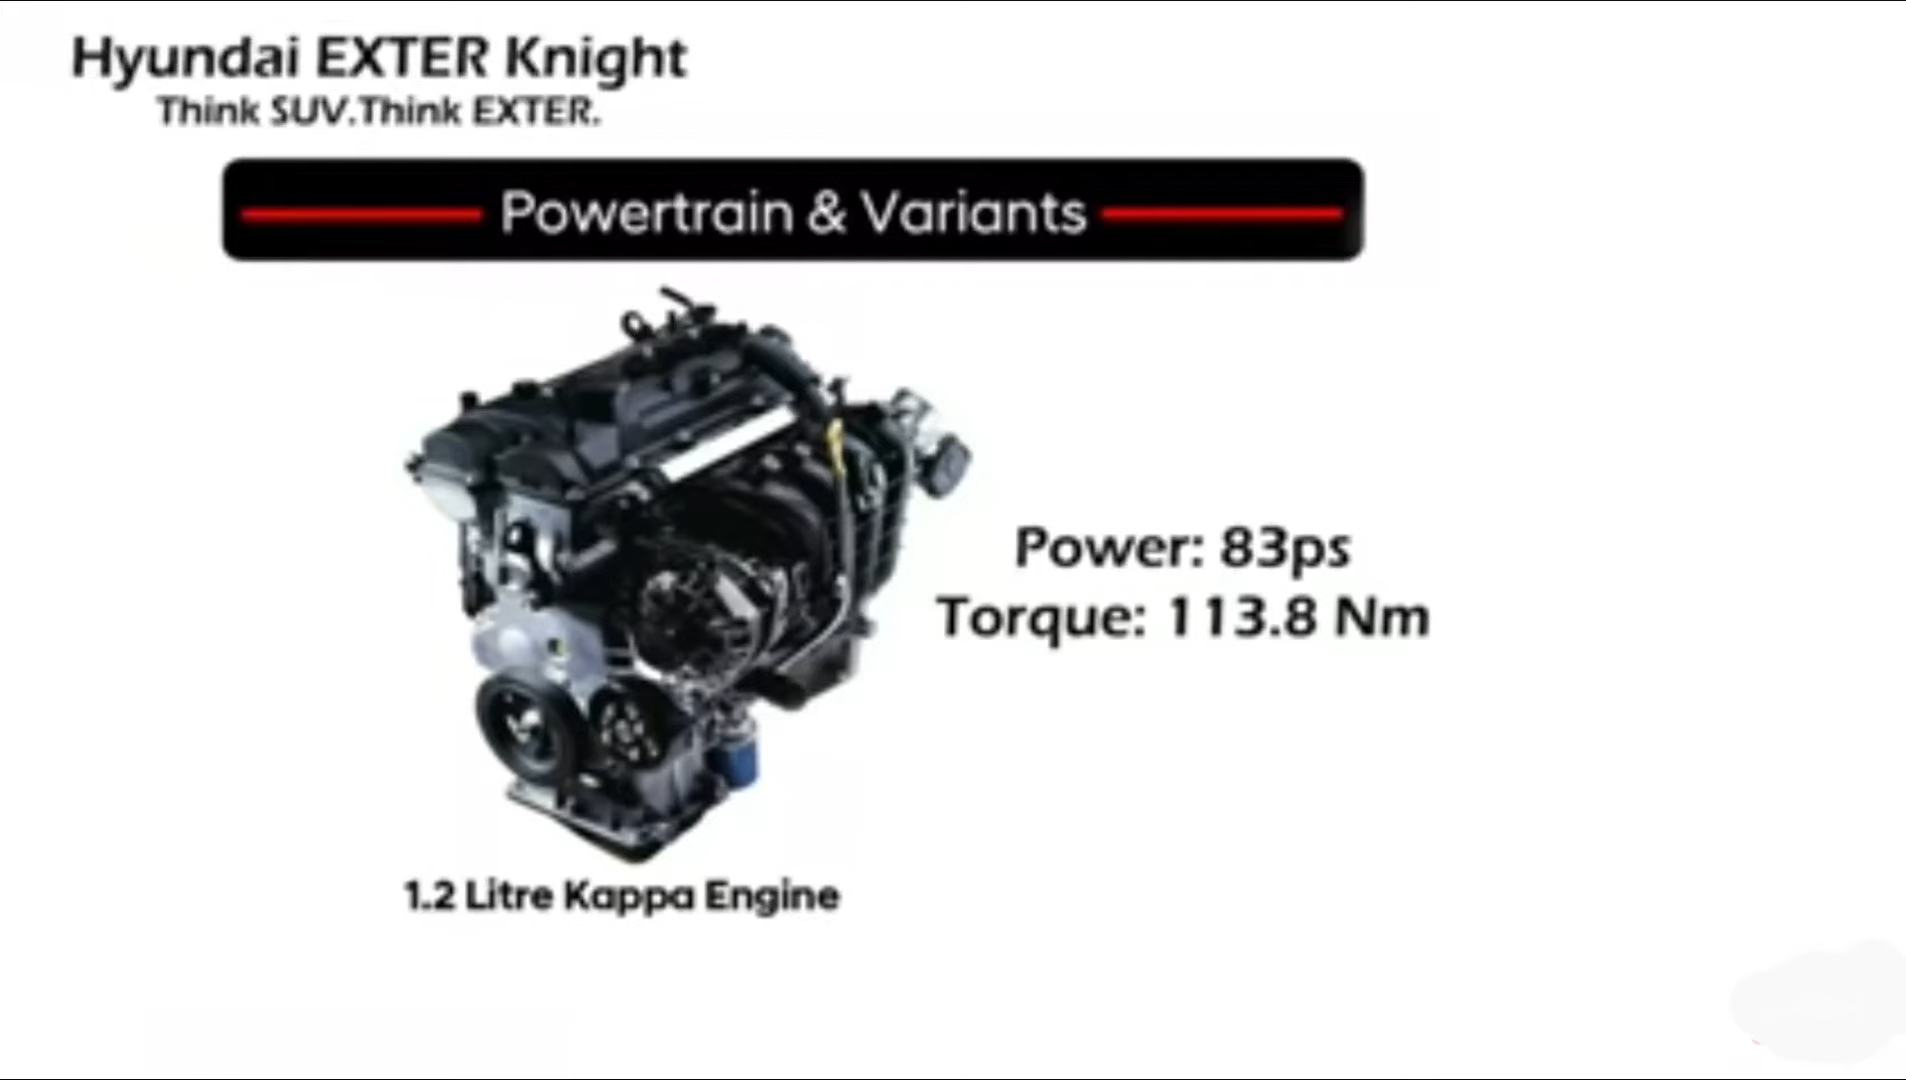 Hyundai EXTER Knight
Think SUV.Think EXTER.
Powertrain & Variants
Power: 83ps
Torque: 113.8 Nm
1.2 Litre Kappa Engine